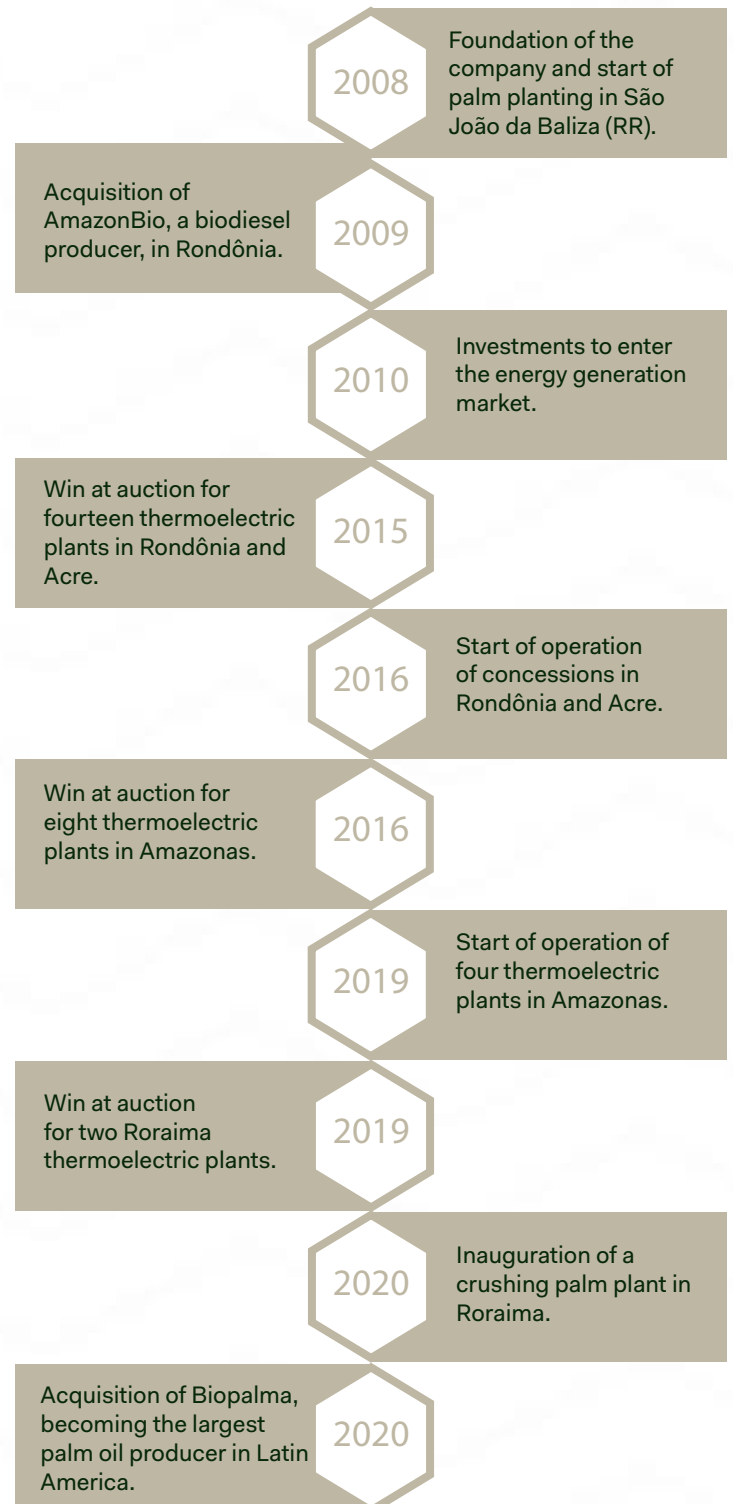 2008
Foundation of the
company and start of
palm planting in São
João da Baliza (RR).
Acquisition of
AmazonBio, a biodiesel
producer, in Rondônia.
2009
2010
Investments to enter
the energy generation
market.
Win at auction for
fourteen thermoelectric
plants in Rondônia and
Acre.
2015
2016
Start of operation
of concessions in
Rondônia and Acre.
Win at auction for
eight thermoelectric
plants in Amazonas.
2016
2019
Start of operation of
four thermoelectric
plants in Amazonas.
Win at auction
for two Roraima
thermoelectric plants.
2019
2020
Inauguration of a
crushing palm plant in
Roraima.
Acquisition of Biopalma,
becoming the largest
palm oil producer in Latin
America.
2020